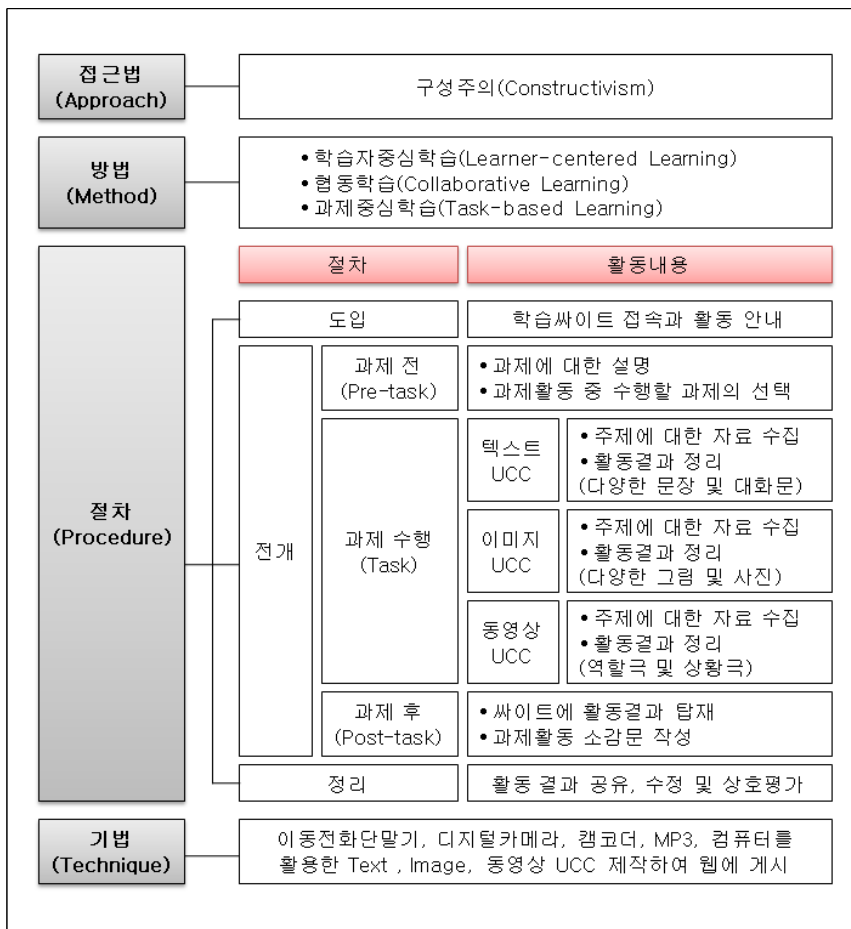 접근법
(Approach)
구성주의(Constructivism)
방법
(Method)
• 학습자중심학습(Learner-centered Learning)
• 협동학습(Collaborative Learning)
• 과제중심학습(Task-based Learning)
절차
(Procedure)
절차
활동내용
도입
학습싸이트 접속과 활동 안내
전개
과제 전
(Pre-task)
• 과제에 대한 설명
• 과제활동 중 수행할 과제의 선택
과제 수행
(Task)
텍스트
UCC
• 주제에 대한 자료 수집
• 활동결과 정리
(다양한 문장 및 대화문)
이미지
UCC
• 주제에 대한 자료 수집
• 활동결과 정리
(다양한 그림 및 사진)
동영상
UCC
• 주제에 대한 자료 수집
• 활동결과 정리
(역할극 및 상황극)
과제 후
(Post-task)
• 싸이트에 활동결과 탑재
• 과제활동 소감문 작성
정리
활동 결과 공유, 수정 및 상호평가
기법
(Technique)
이동전화단말기, 디지털카메라, 캠코더, MP3, 컴퓨터를
활용한 Text , Image, 동영상 UCC 제작하여 웹에 게시